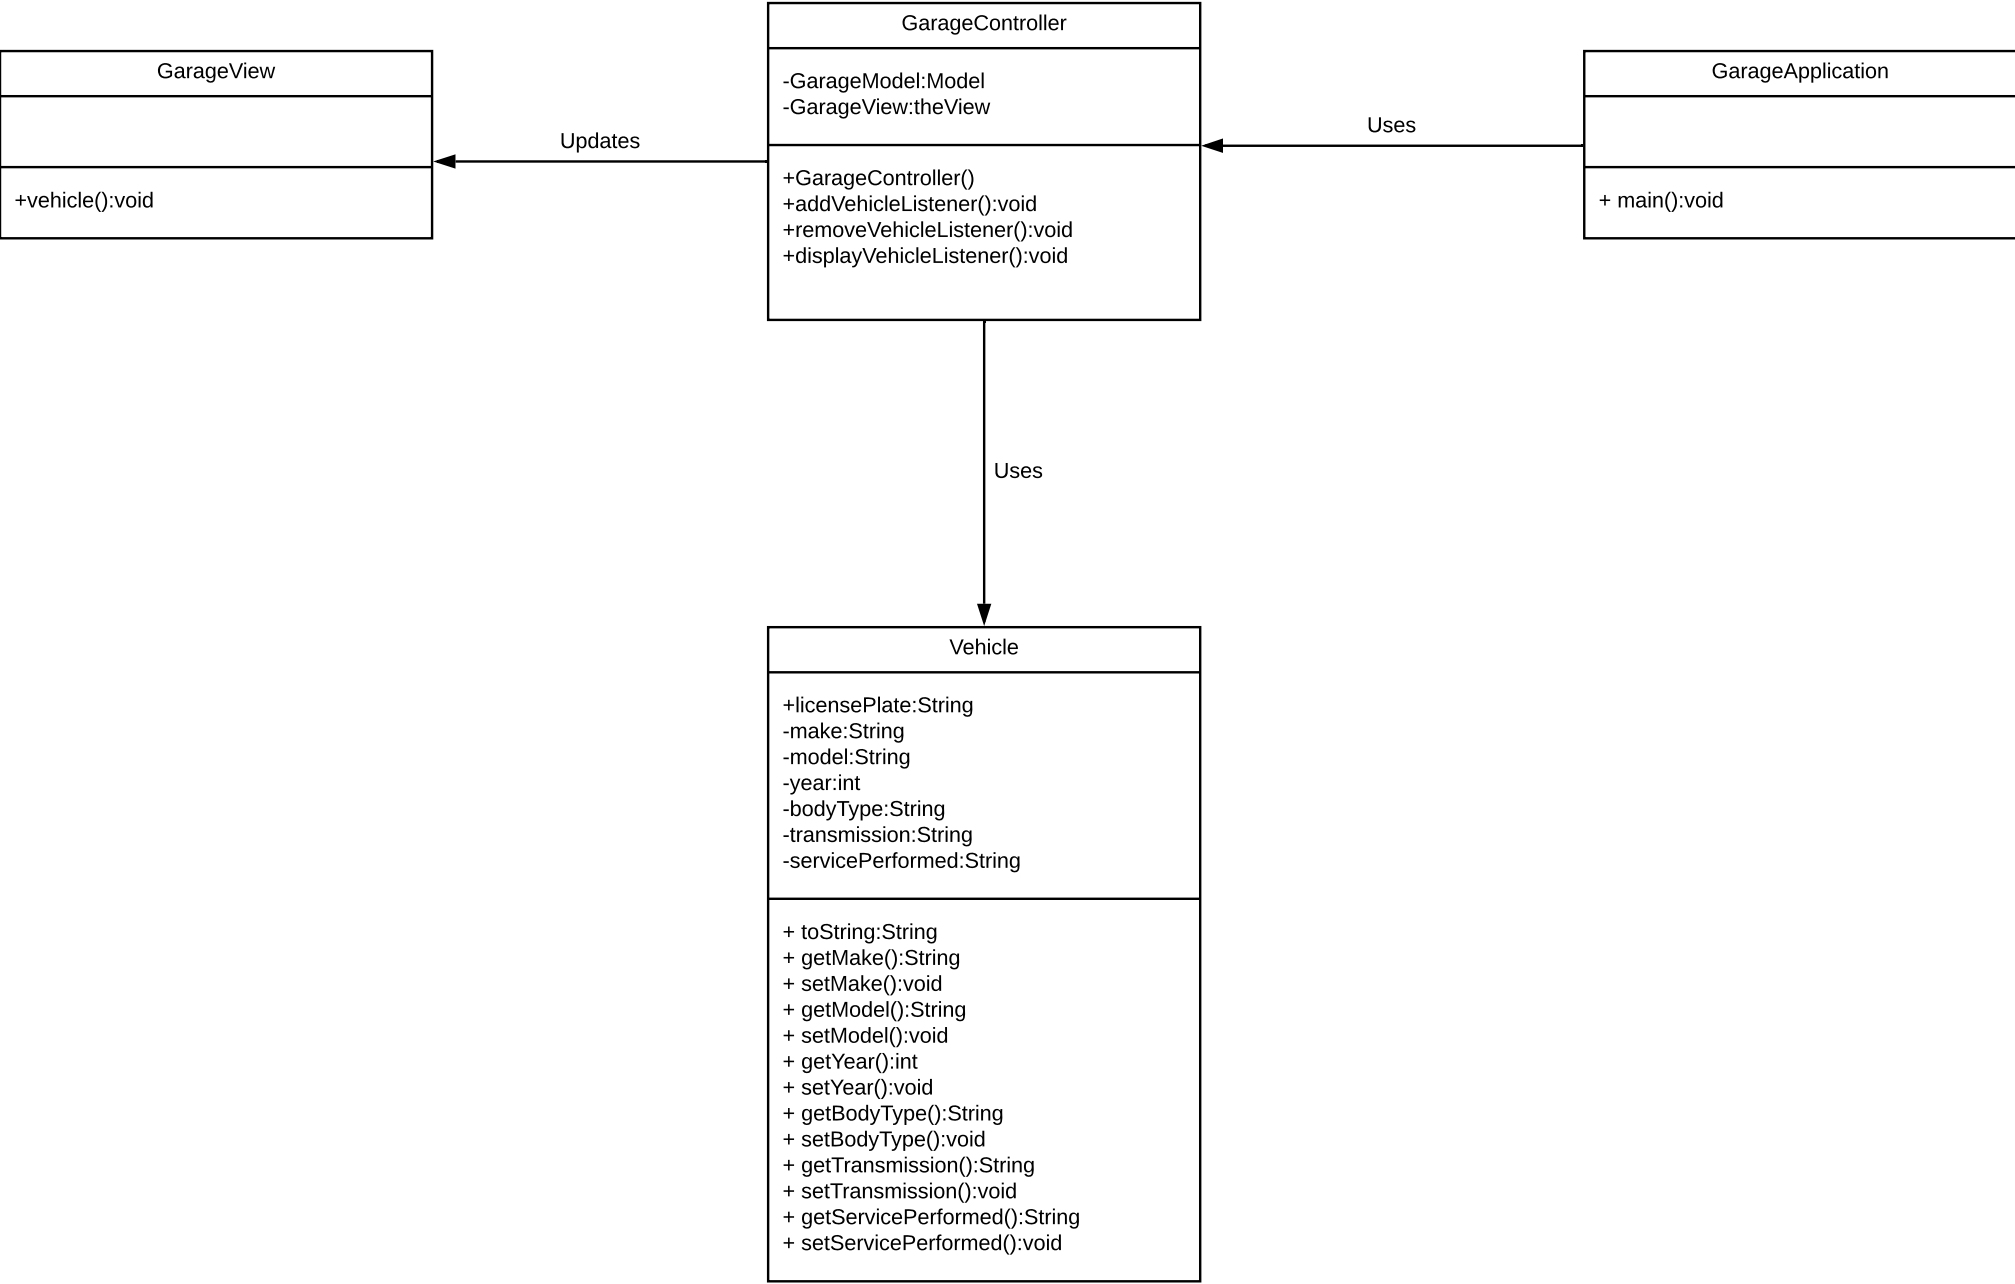 GarageController
-GarageModel:Model
-GarageView:theView
+GarageController()
+addVehicleListener():void
+removeVehicleListener():void
+displayVehicleListener():void
GarageView
+vehicle():void
Updates
Uses
GarageApplication
+ main():void
Uses
Vehicle
+licensePlate:String
-make:String
-model:String
-year:int
-bodyType:String
-transmission:String
-servicePerformed:String
+ toString:String
+ getMake():String
+ setMake():void
+ getModel():String
+ setModel():void
+ getYear():int
+ setYear():void
+ getBodyType():String
+ setBodyType():void
+ getTransmission():String
+ setTransmission():void
+ getServicePerformed():String
+ setServicePerformed():void